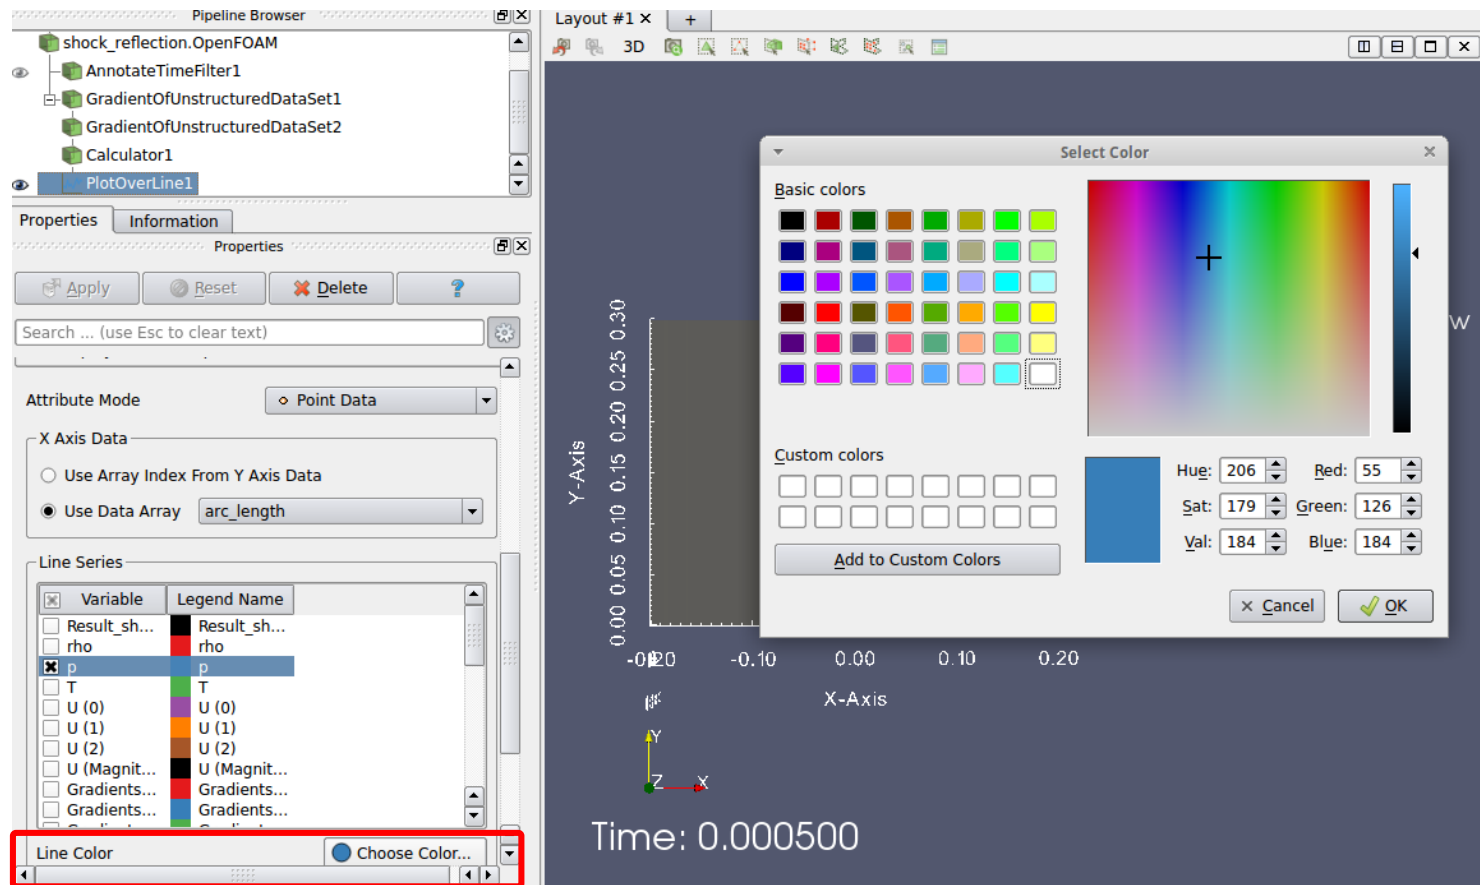 Pipeline Browser
shock_reflection.OpenFOAM
AnnotateTimeFilter1
GradientOfUnstructuredDataSet1
GradientOfUnstructuredDataSet2
Calculator1
PlotOverLine1
Properties Information
Properties
Apply Reset Delete ?
Search ... (use Esc to clear text)
Attribute Mode Point Data
X Axis Data
Use Array Index From Y Axis Data
Use Data Array arc_length
Line Series
Variable Legend Name
Result_sh... Result_sh...
rho rho
p p
T T
U (0) U (0)
U (1) U (1)
U (2) U (2)
U (Magnit... U (Magnit...
Gradients... Gradients...
Gradients... Gradients...
Line Color Choose Color...
Layout #1 × +
3D
Select Color
Basic colors
Custom colors
Add to Custom Colors
Hue: 206 Red: 55
Sat: 179 Green: 126
Val: 184 Blue: 184
Cancel OK
w
Y-Axis
0.00 0.05 0.10 0.15 0.20 0.25 0.30
-0.10 0.00 0.10 0.20
X-Axis
Y
Z X
Time: 0.000500